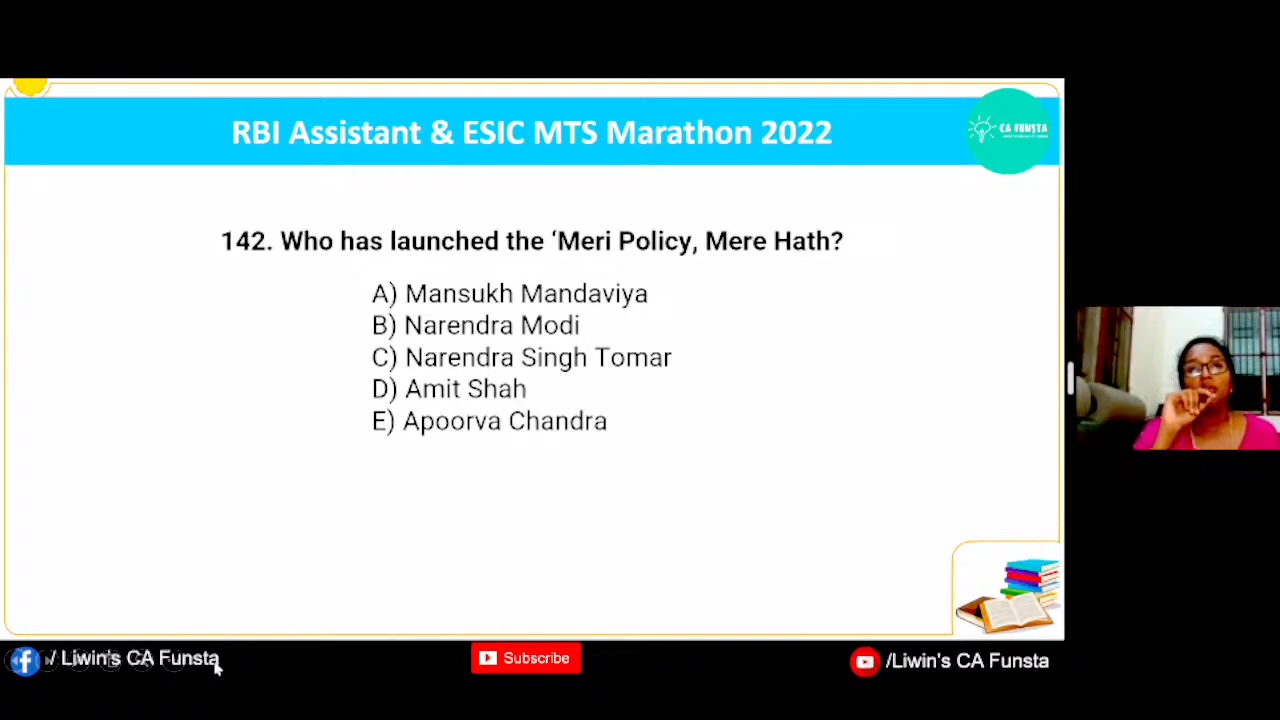 RBI Assistant & ESIC MTS Marathon 2022
CA FUNSTA
142. Who has launched the ‘Meri Policy, Mere Hath?
A) Mansukh Mandaviya
B) Narendra Modi
C) Narendra Singh Tomar
D) Amit Shah
E) Apoorva Chandra
/ Liwin's CA Funsta
Subscribe
/Liwin's CA Funsta